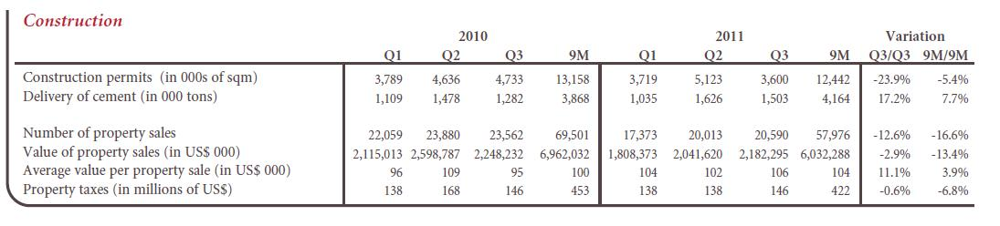 Construction
2010 2011 Variation
Q1 Q2 Q3 9M Q1 Q2 Q3 9M Q3/Q3 9M/9M
Construction permits (in 000s of sqm) 3,789 4,636 4,733 13,158 3,719 5,123 3,600 12,442 -23.9% -5.4%
Delivery of cement (in 000 tons) 1,109 1,478 1,282 3,868 1,035 1,626 1,503 4,164 17.2% 7.7%
Number of property sales 22,059 23,880 23,562 69,501 17,373 20,013 20,590 57,976 -12.6% -16.6%
Value of property sales (in US$ 000) 2,115,013 2,598,787 2,248,232 6,962,032 1,808,373 2,041,620 2,182,295 6,032,288 -2.9% -13.4%
Average value per property sale (in US$ 000) 96 109 95 100 104 102 106 104 11.1% 3.9%
Property taxes (in millions of US$) 138 168 146 453 138 138 146 422 -0.6% -6.8%